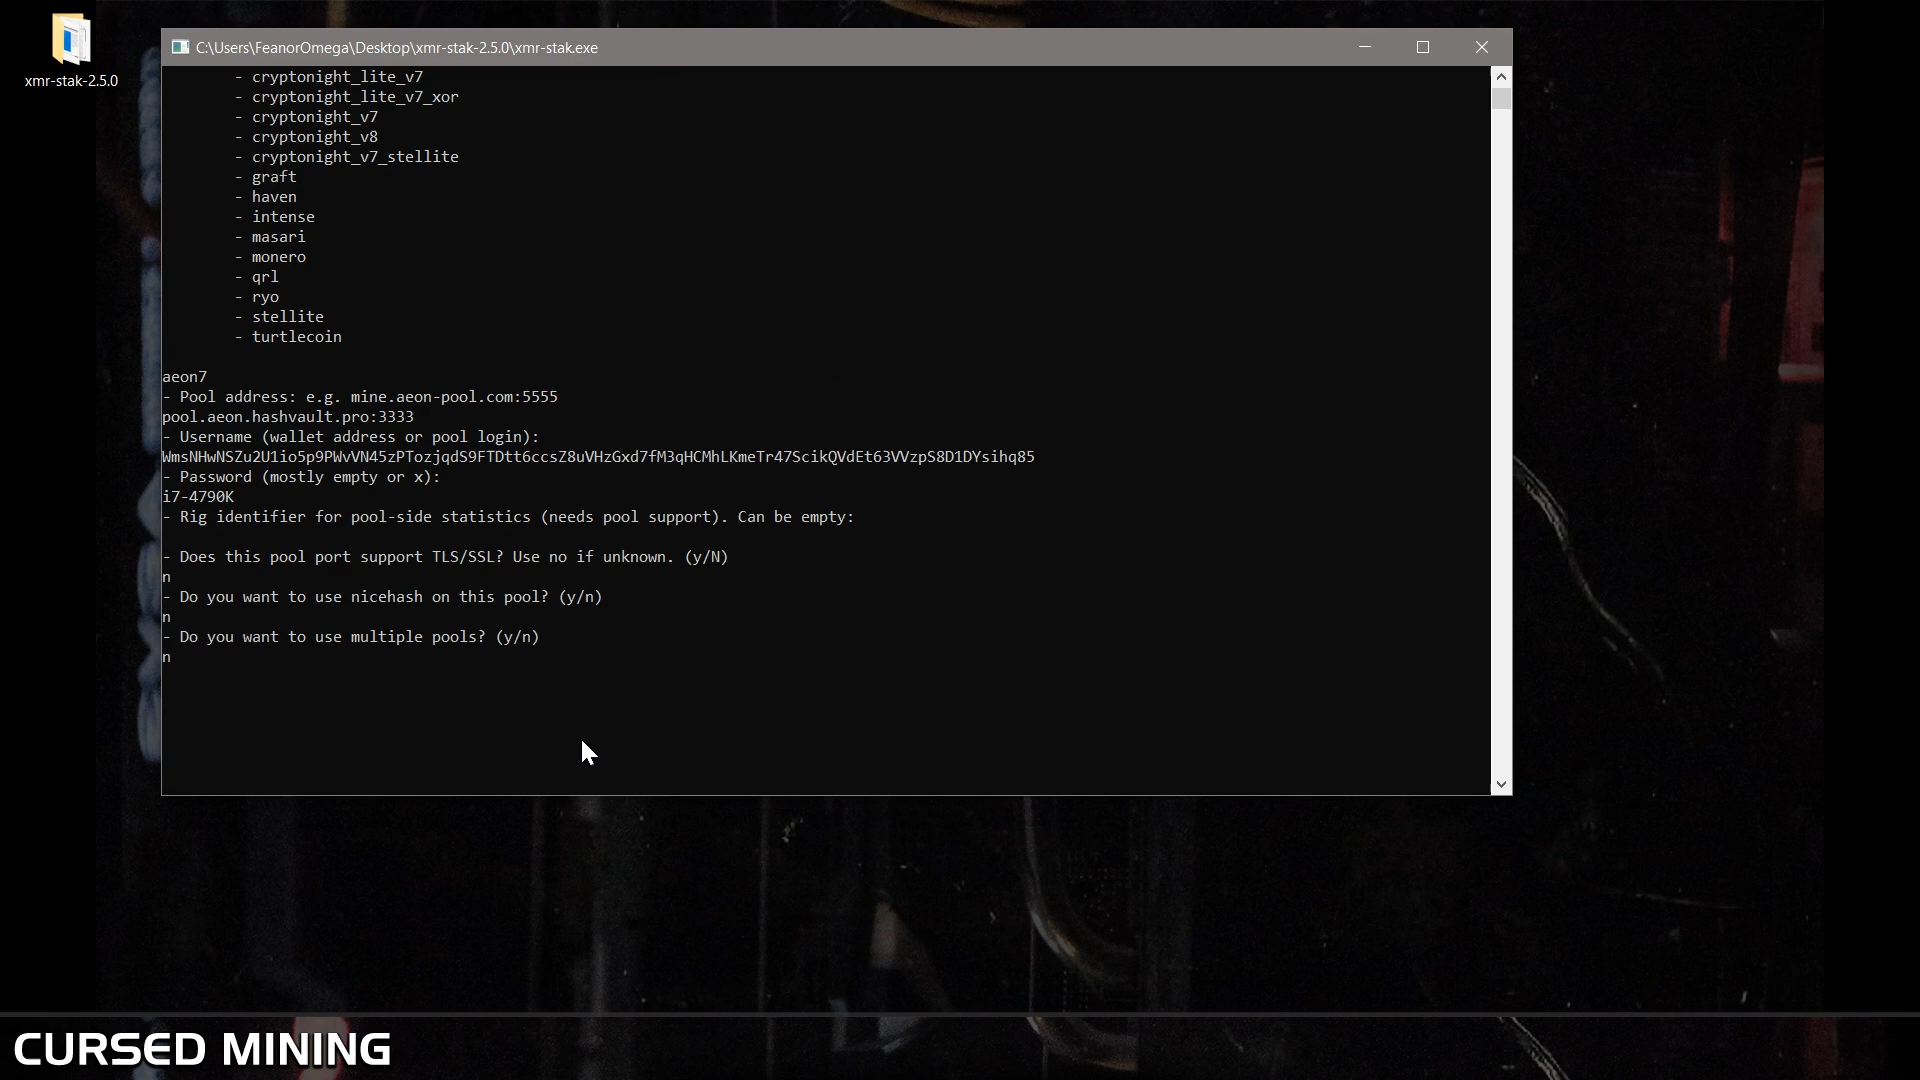 xmr-stak-2.5.0
C:\Users\FeanorOmega\Desktop\xmr-stak-2.5.0\xmr-stak.exe
- cryptonight_lite_v7
- cryptonight_lite_v7_xor
- cryptonight_v7
- cryptonight_v8
- cryptonight_v7_stellite
- graft
- haven
- intense
- masari
- monero
- qrl
- ryo
- stellite
- turtlecoin
aeon7
- Pool address: e.g. mine.aeon-pool.com:5555
pool.aeon.hashvault.pro:3333
- Username (wallet address or pool login):
WmsNHwNSZu2U1io5p9PWvVN45zPTozjqdS9FTDtt6ccsZ8uVHzGxd7fM3qHCMhLKmeTr47ScikQVdEt63VVzpS8D1DYsihq85
- Password (mostly empty or x):
i7-4790K
- Rig identifier for pool-side statistics (needs pool support). Can be empty:
- Does this pool port support TLS/SSL? Use no if unknown. (y/N)
n
- Do you want to use nicehash on this pool? (y/n)
n
- Do you want to use multiple pools? (y/n)
n
CURSED MINING